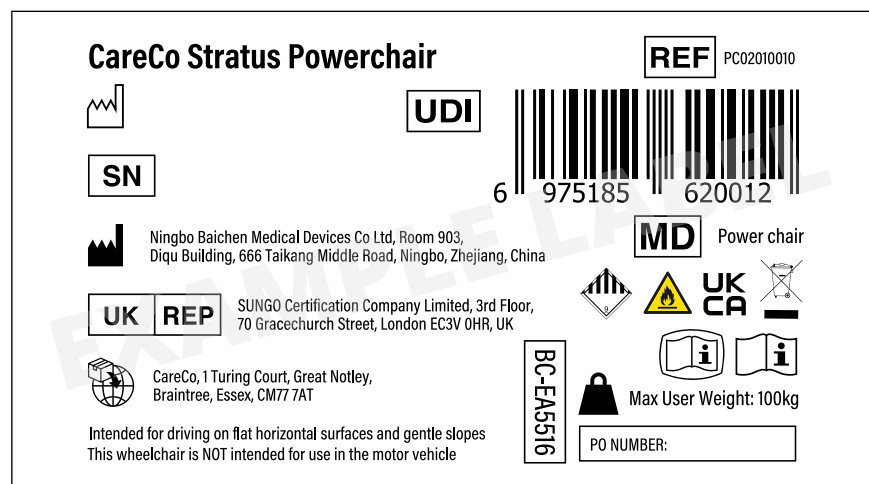 CareCo Stratus Powerchair
REF PC02010010
UDI
6 975185 620012
SN
Ningbo Baichen Medical Devices Co Ltd, Room 903,
Diqu Building, 666 Taikang Middle Road, Ningbo, Zhejiang, China
MD Power chair
UK REP
SUNGO Certification Company Limited, 3rd Floor,
70 Gracechurch Street, London EC3V 0HR, UK
9
UK
CA
CareCo, 1 Turing Court, Great Notley,
Braintree, Essex, CM77 7AT
BC-EA5516
i
i
Max User Weight: 100kg
Intended for driving on flat horizontal surfaces and gentle slopes
This wheelchair is NOT intended for use in the motor vehicle
PO NUMBER:
EXAMPLE LABEL